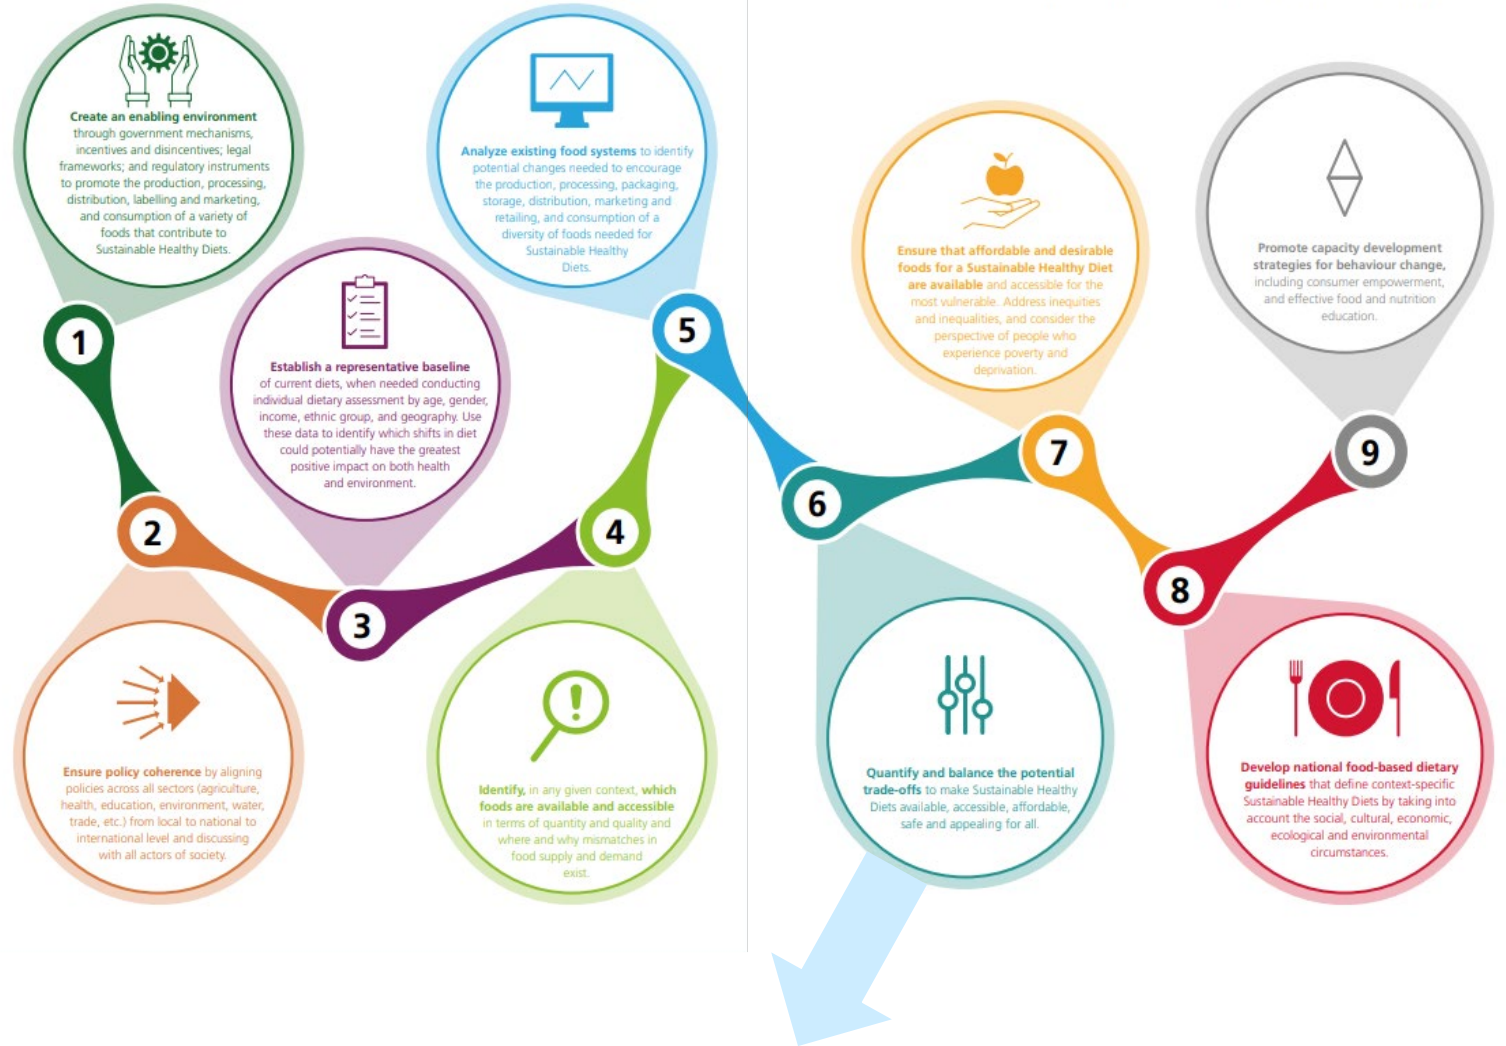 Create an enabling environment
through government mechanisms,
incentives and disincentives; legal
frameworks; and regulatory instruments
to promote the production, processing,
distribution, labelling and marketing,
and consumption of a variety of
foods that contribute to
Sustainable Healthy Diets.
1
Ensure policy coherence by aligning
policies across all sectors (agriculture,
health, education, environment, water,
trade, etc.) from local to national to
international level and discussing
with all actors of society.
2
Establish a representative baseline
of current diets, when needed conducting
individual dietary assessment by age, gender,
income, ethnic group, and geography. Use
these data to identify which shifts in diet
could potentially have the greatest
positive impact on both health
and environment.
3
Identify, in any given context, which
foods are available and accessible
in terms of quantity and quality and
where and why mismatches in
food supply and demand
exist.
4
Analyze existing food systems to identify
potential changes needed to encourage
the production, processing, packaging,
storage, distribution, marketing and
retailing, and consumption of a
diversity of foods needed for
Sustainable Healthy
Diets.
5
Quantify and balance the potential
trade-offs to make Sustainable Healthy
Diets available, accessible, affordable,
safe and appealing for all.
6
Ensure that affordable and desirable
foods for a Sustainable Healthy Diet
are available and accessible for the
most vulnerable. Address inequities
and inequalities, and consider the
perspective of people who
experience poverty and
deprivation.
7
Develop national food-based dietary
guidelines that define context-specific
Sustainable Healthy Diets by taking into
account the social, cultural, economic,
ecological and environmental
circumstances.
8
Promote capacity development
strategies for behaviour change,
including consumer empowerment,
and effective food and nutrition
education.
9